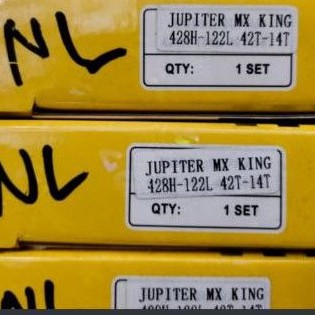 NL
JUPITER MX KING
428H-122L 42T-14T
QTY: 1 SET
NL
JUPITER MX KING
428H-122L 42T-14T
QTY: 1 SET
NL
JUPITER MX KING